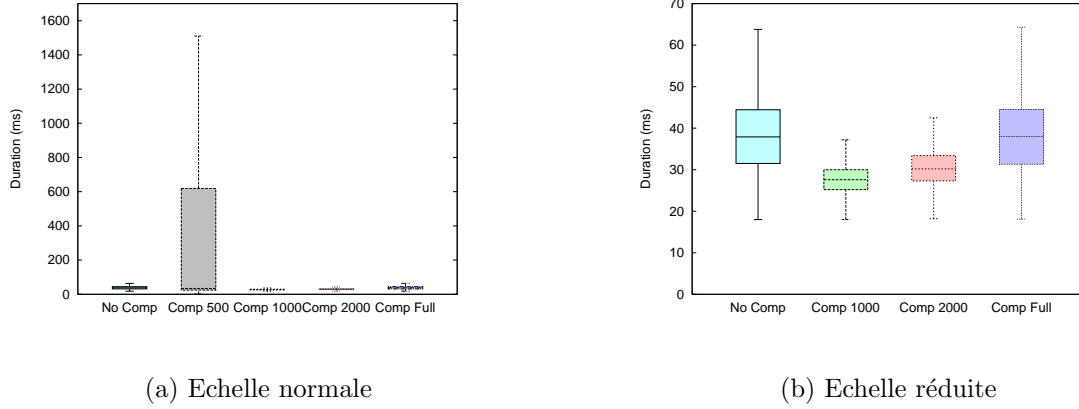 1600
1400
1200
1000
800
600
400
200
0
Duration (ms)
No Comp Comp 500 Comp 1000 Comp 2000 Comp Full
(a) Echelle normale
70
60
50
40
30
20
10
0
Duration (ms)
No Comp Comp 1000 Comp 2000 Comp Full
(b) Echelle réduite